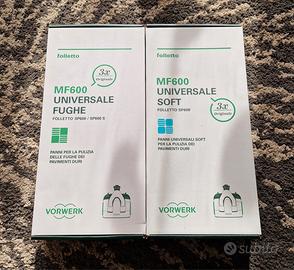 folletto
3x
Originale
MF600
UNIVERSALE
FUGHE
FOLLETTO SP600 / SP600 S
PANNI PER LA PULIZIA
DELLE FUGHE DEI
PAVIMENTI DURI
VORWERK
folletto
MF600
UNIVERSALE
SOFT
FOLLETTO SP600
3x
Originale
PANNI UNIVERSALI SOFT
PER LA PULIZIA DEI
PAVIMENTI DURI
VORWERK
subito